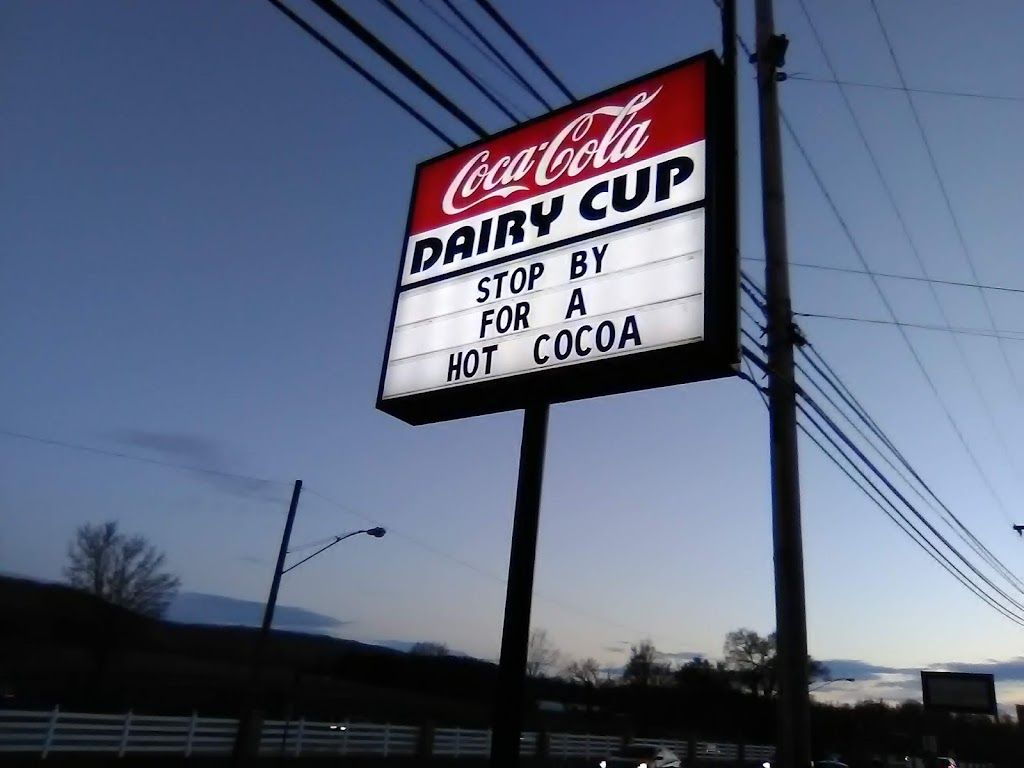 Coca-Cola
DAIRY CUP
STOP BY
FOR A
HOT COCOA